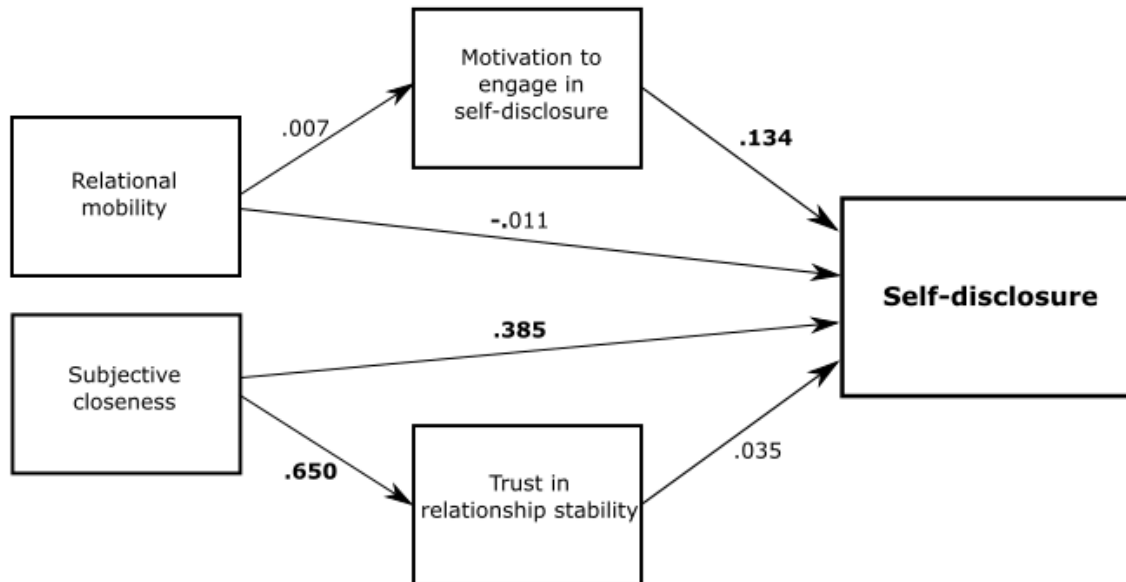 Motivation to
engage in
self-disclosure
.007
.134
Relational
mobility
-.011
Self-disclosure
.385
Subjective
closeness
.650
.035
Trust in
relationship stability